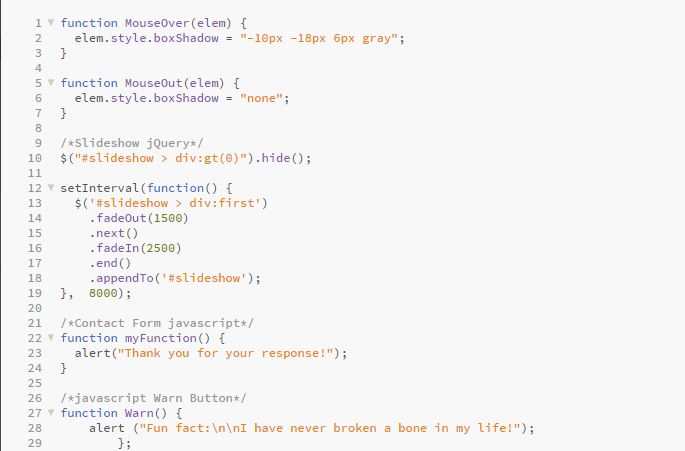 1 function MouseOver(elem) {
2 elem.style.boxShadow = "-10px -18px 6px gray";
3 }
4
5 function MouseOut(elem) {
6 elem.style.boxShadow = "none";
7 }
8
9 /*Slideshow jQuery*/
10 $("#slideshow > div:gt(0)").hide();
11
12 setInterval(function() {
13 $('#slideshow > div:first')
14 .fadeOut(1500)
15 .next()
16 .fadeIn(2500)
17 .end()
18 .appendTo('#slideshow');
19 },  8000);
20
21 /*Contact Form javascript*/
22 function myFunction() {
23 alert("Thank you for your response!");
24 }
25
26 /*javascript Warn Button*/
27 function Warn() {
28 alert ("Fun fact:\n\nI have never broken a bone in my life!");
29 };